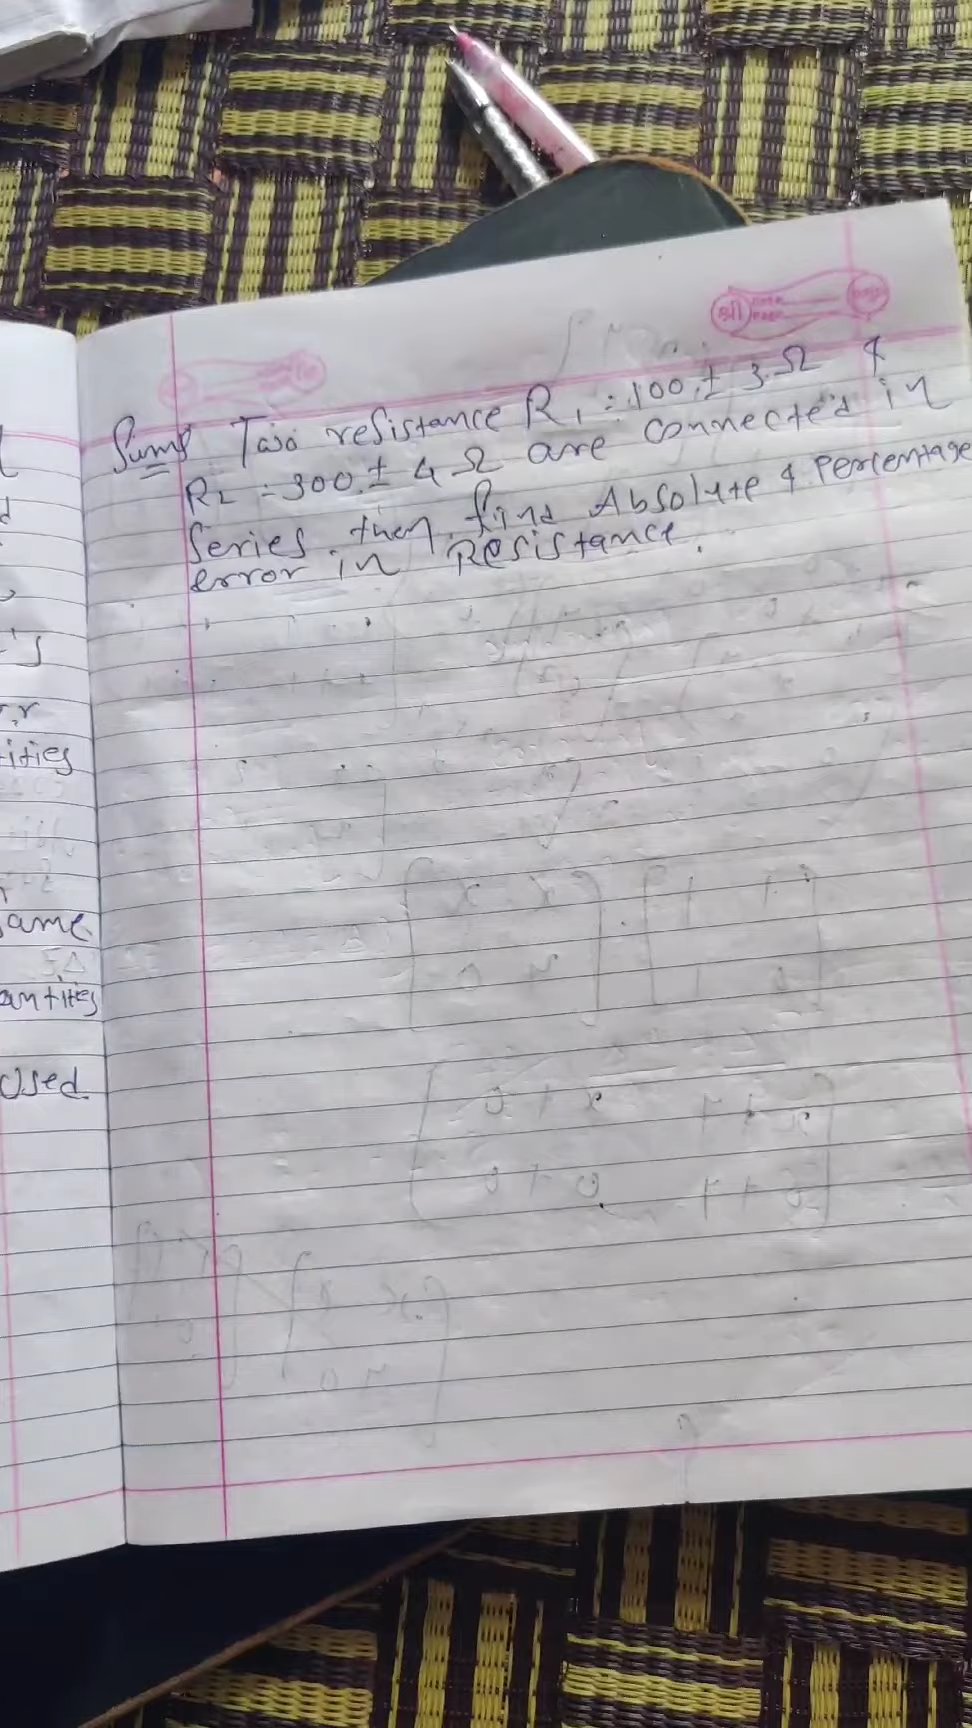 Sum Two resistance R1 = 100 ± 3 Ω &
R2 = 300 ± 4 Ω are connected in
series then find Absolute & Percentage
error in Resistance.
's
ities
ame
antities
Used
श्री